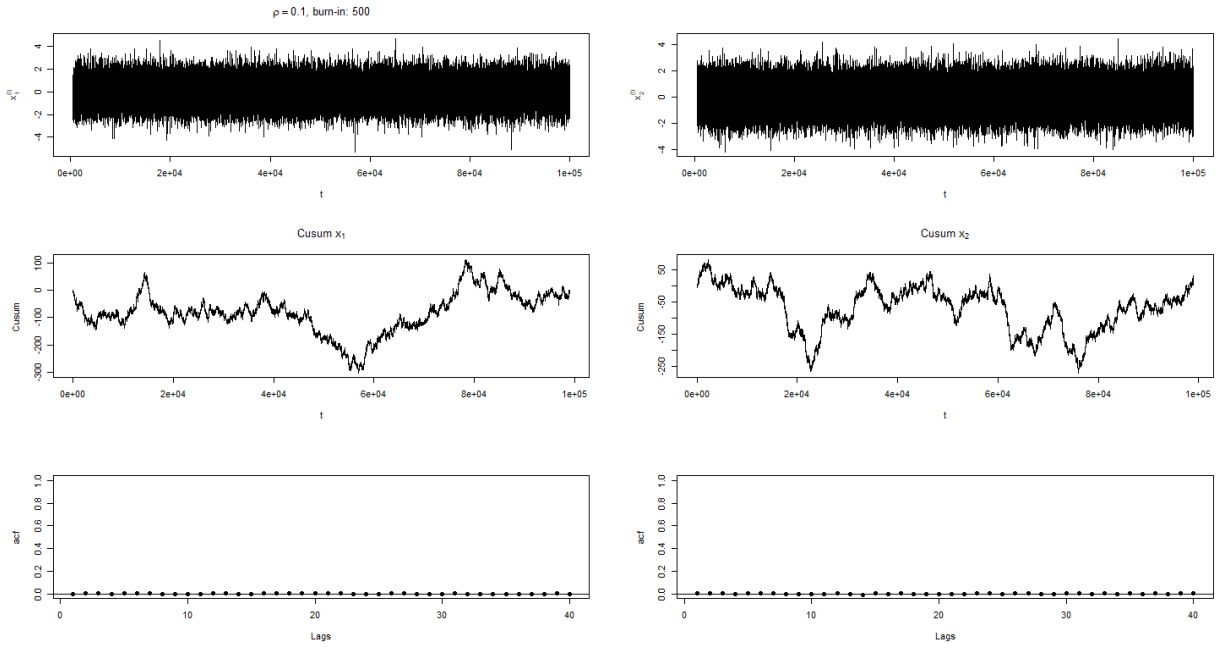 ρ = 0.1, burn-in: 500
x₁⁽ᵗ⁾
4
2
0
-2
-4
0e+00 2e+04 4e+04 6e+04 8e+04 1e+05
t
x₂⁽ᵗ⁾
4
2
0
-2
-4
0e+00 2e+04 4e+04 6e+04 8e+04 1e+05
t
Cusum x₁
Cusum
100
0
-100
-200
-300
0e+00 2e+04 4e+04 6e+04 8e+04 1e+05
t
Cusum x₂
Cusum
50
-50
-150
-250
0e+00 2e+04 4e+04 6e+04 8e+04 1e+05
t
acf
1.0
0.8
0.6
0.4
0.2
0.0
0 10 20 30 40
Lags
acf
1.0
0.8
0.6
0.4
0.2
0.0
0 10 20 30 40
Lags